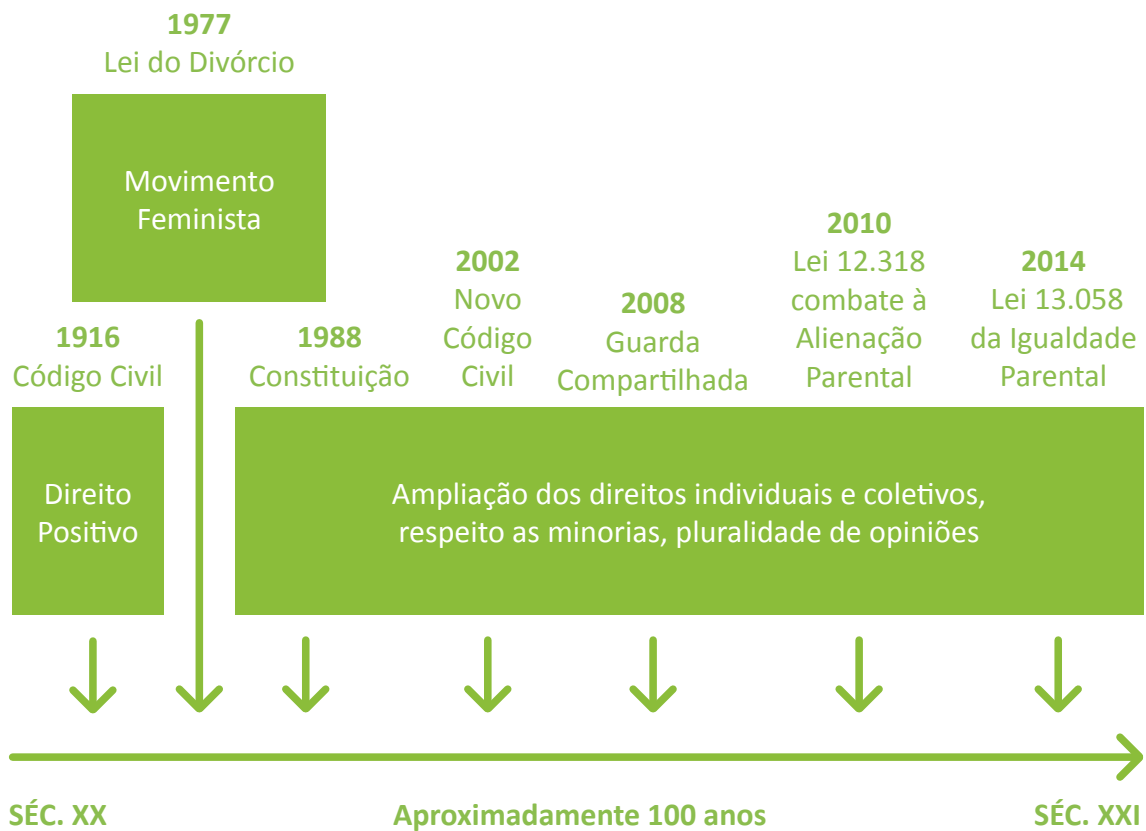 1977
Lei do Divórcio
Movimento
Feminista
1916
Código Civil
1988
Constituição
2002
Novo
Código
Civil
2008
Guarda
Compartilhada
2010
Lei 12.318
combate à
Alienação
Parental
2014
Lei 13.058
da Igualdade
Parental
Direito
Positivo
Ampliação dos direitos individuais e coletivos,
respeito as minorias, pluralidade de opiniões
SÉC. XX
Aproximadamente 100 anos
SÉC. XXI